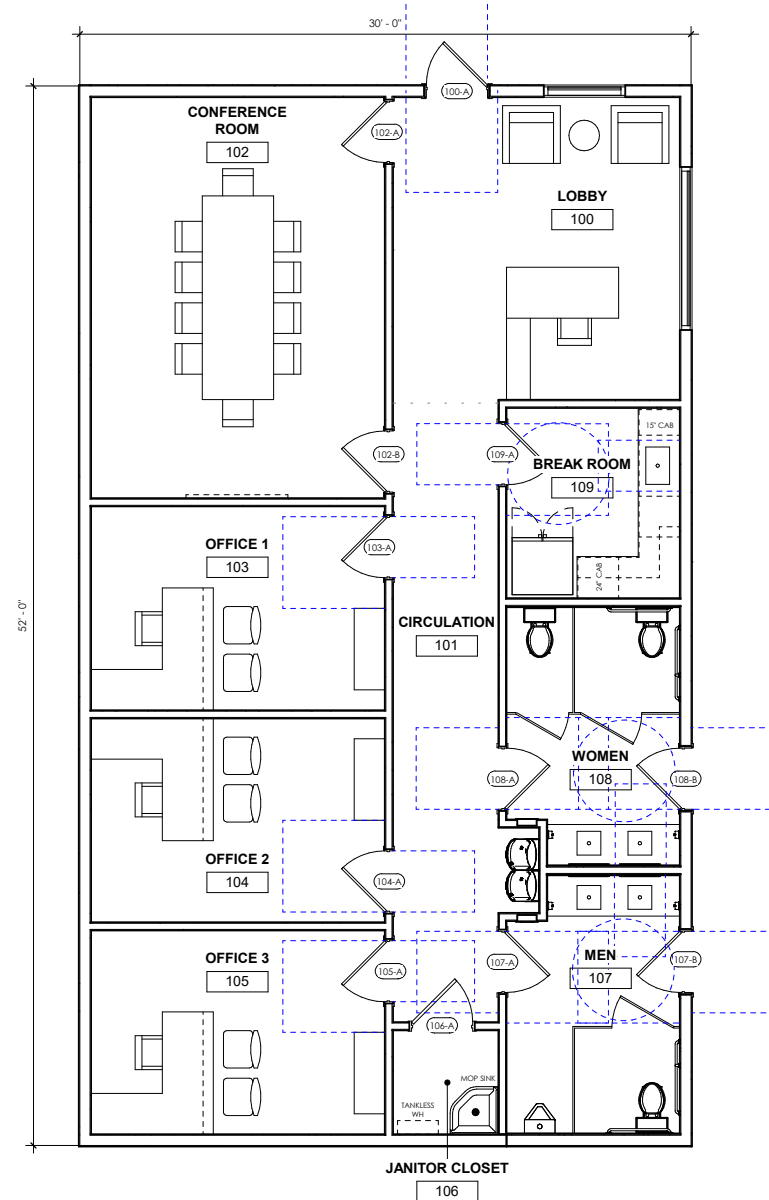 30' - 0"
100-A
CONFERENCE
ROOM
102
102-A
LOBBY
100
15" CAB
102-B
109-A
BREAK ROOM
109
OFFICE 1
103
103-A
24" CAB
52' - 0"
CIRCULATION
101
WOMEN
108
108-A
108-B
OFFICE 2
104
104-A
OFFICE 3
105
105-A
107-A
MEN
107
107-B
106-A
MOP SINK
TANKLESS
WH
JANITOR CLOSET
106